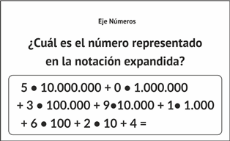 Eje Números
¿Cuál es el número representado
en la notación expandida?
5 ● 10.000.000 + 0 ● 1.000.000
+ 3 ● 100.000 + 9●10.000 + 1● 1.000
+ 6 ● 100 + 2 ● 10 + 4 =